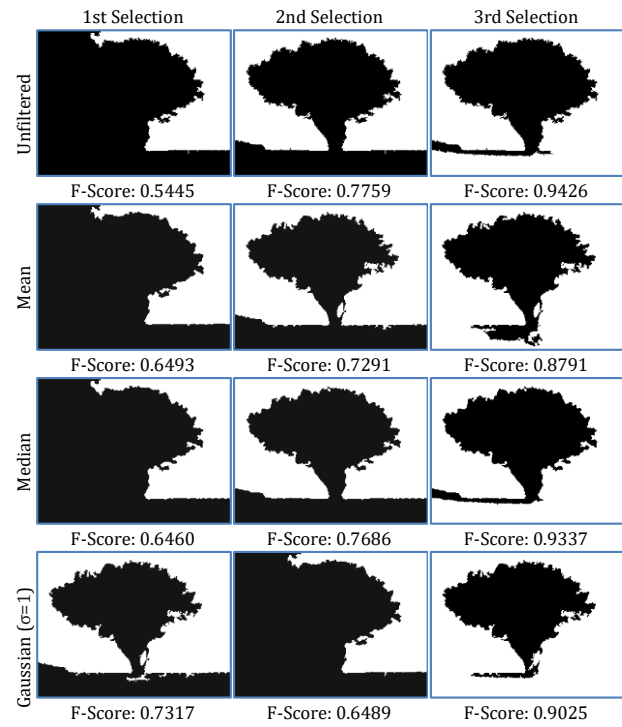 1st Selection 2nd Selection 3rd Selection
Unfiltered
F-Score: 0.5445 F-Score: 0.7759 F-Score: 0.9426
Mean
F-Score: 0.6493 F-Score: 0.7291 F-Score: 0.8791
Median
F-Score: 0.6460 F-Score: 0.7686 F-Score: 0.9337
Gaussian (σ=1)
F-Score: 0.7317 F-Score: 0.6489 F-Score: 0.9025